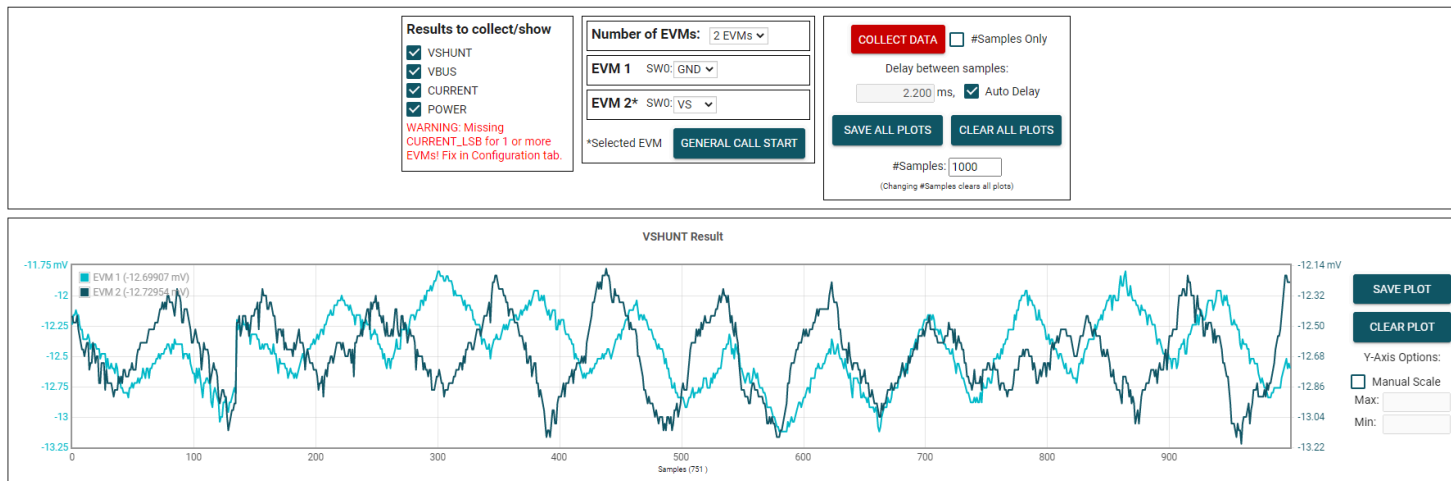 Results to collect/show
VSHUNT
VBUS
CURRENT
POWER
WARNING: Missing
CURRENT_LSB for 1 or more
EVMs! Fix in Configuration tab.
Number of EVMs: 2 EVMs
EVM 1 SW0: GND
EVM 2* SW0: VS
*Selected EVM GENERAL CALL START
COLLECT DATA #Samples Only
Delay between samples:
2.200 ms, Auto Delay
SAVE ALL PLOTS CLEAR ALL PLOTS
#Samples: 1000
(Changing #Samples clears all plots)
VSHUNT Result
EVM 1 (-12.69907 mV)
EVM 2 (-12.72954 mV)
-11.75 mV
-12
-12.25
-12.5
-12.75
-13
-13.25
0 100 200 300 400 500 600 700 800 900
Samples (751 )
-12.14 mV
-12.32
-12.50
-12.68
-12.86
-13.04
-13.22
SAVE PLOT
CLEAR PLOT
Y-Axis Options:
Manual Scale
Max:
Min: